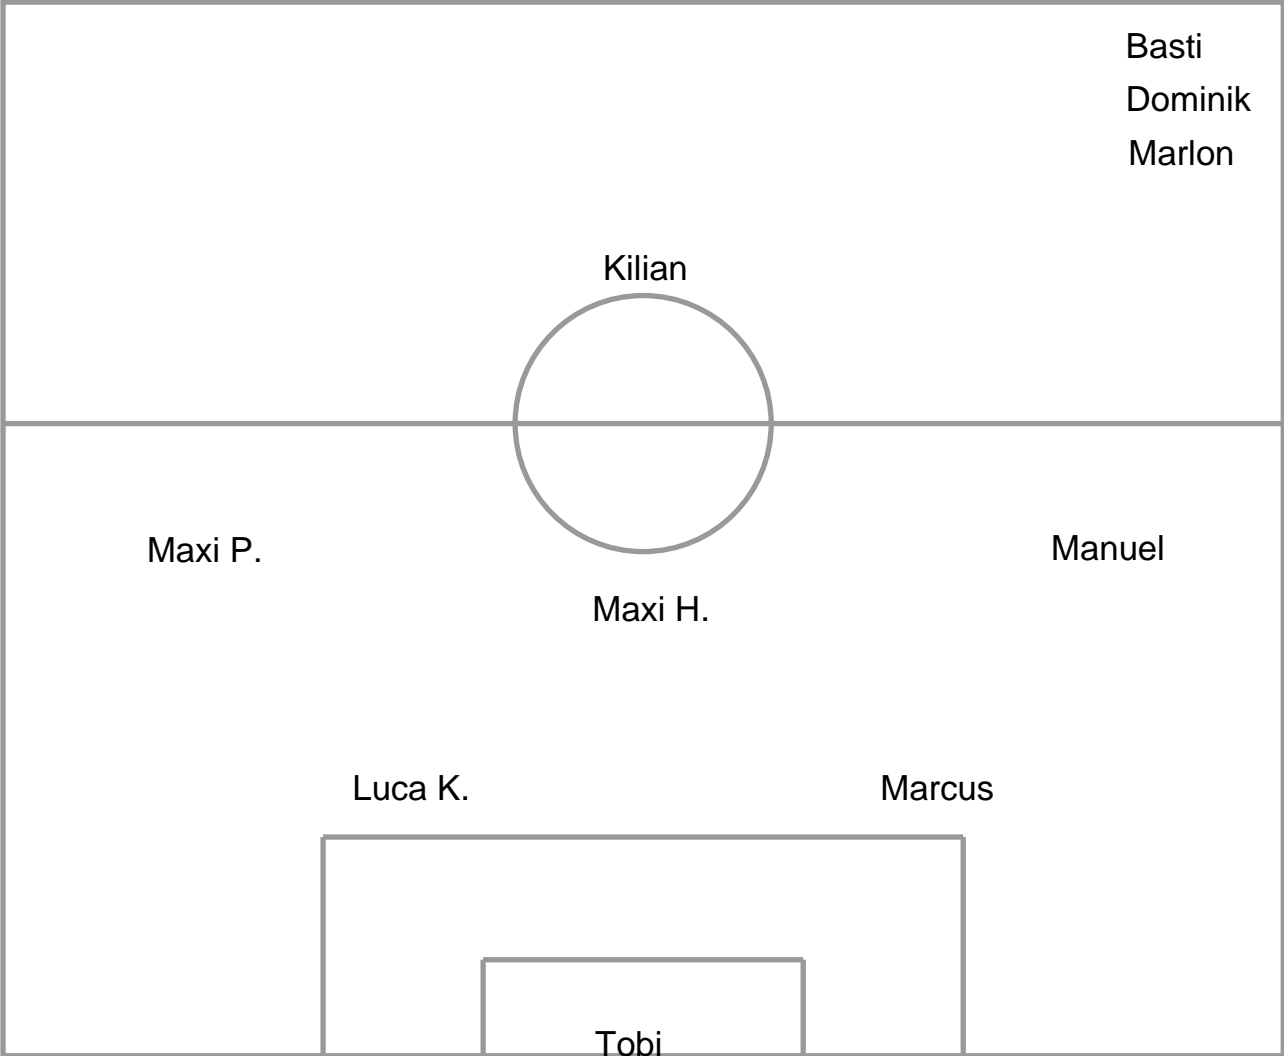 Basti
Dominik
Marlon
Kilian
Maxi P.
Manuel
Maxi H.
Luca K.
Marcus
Tobi